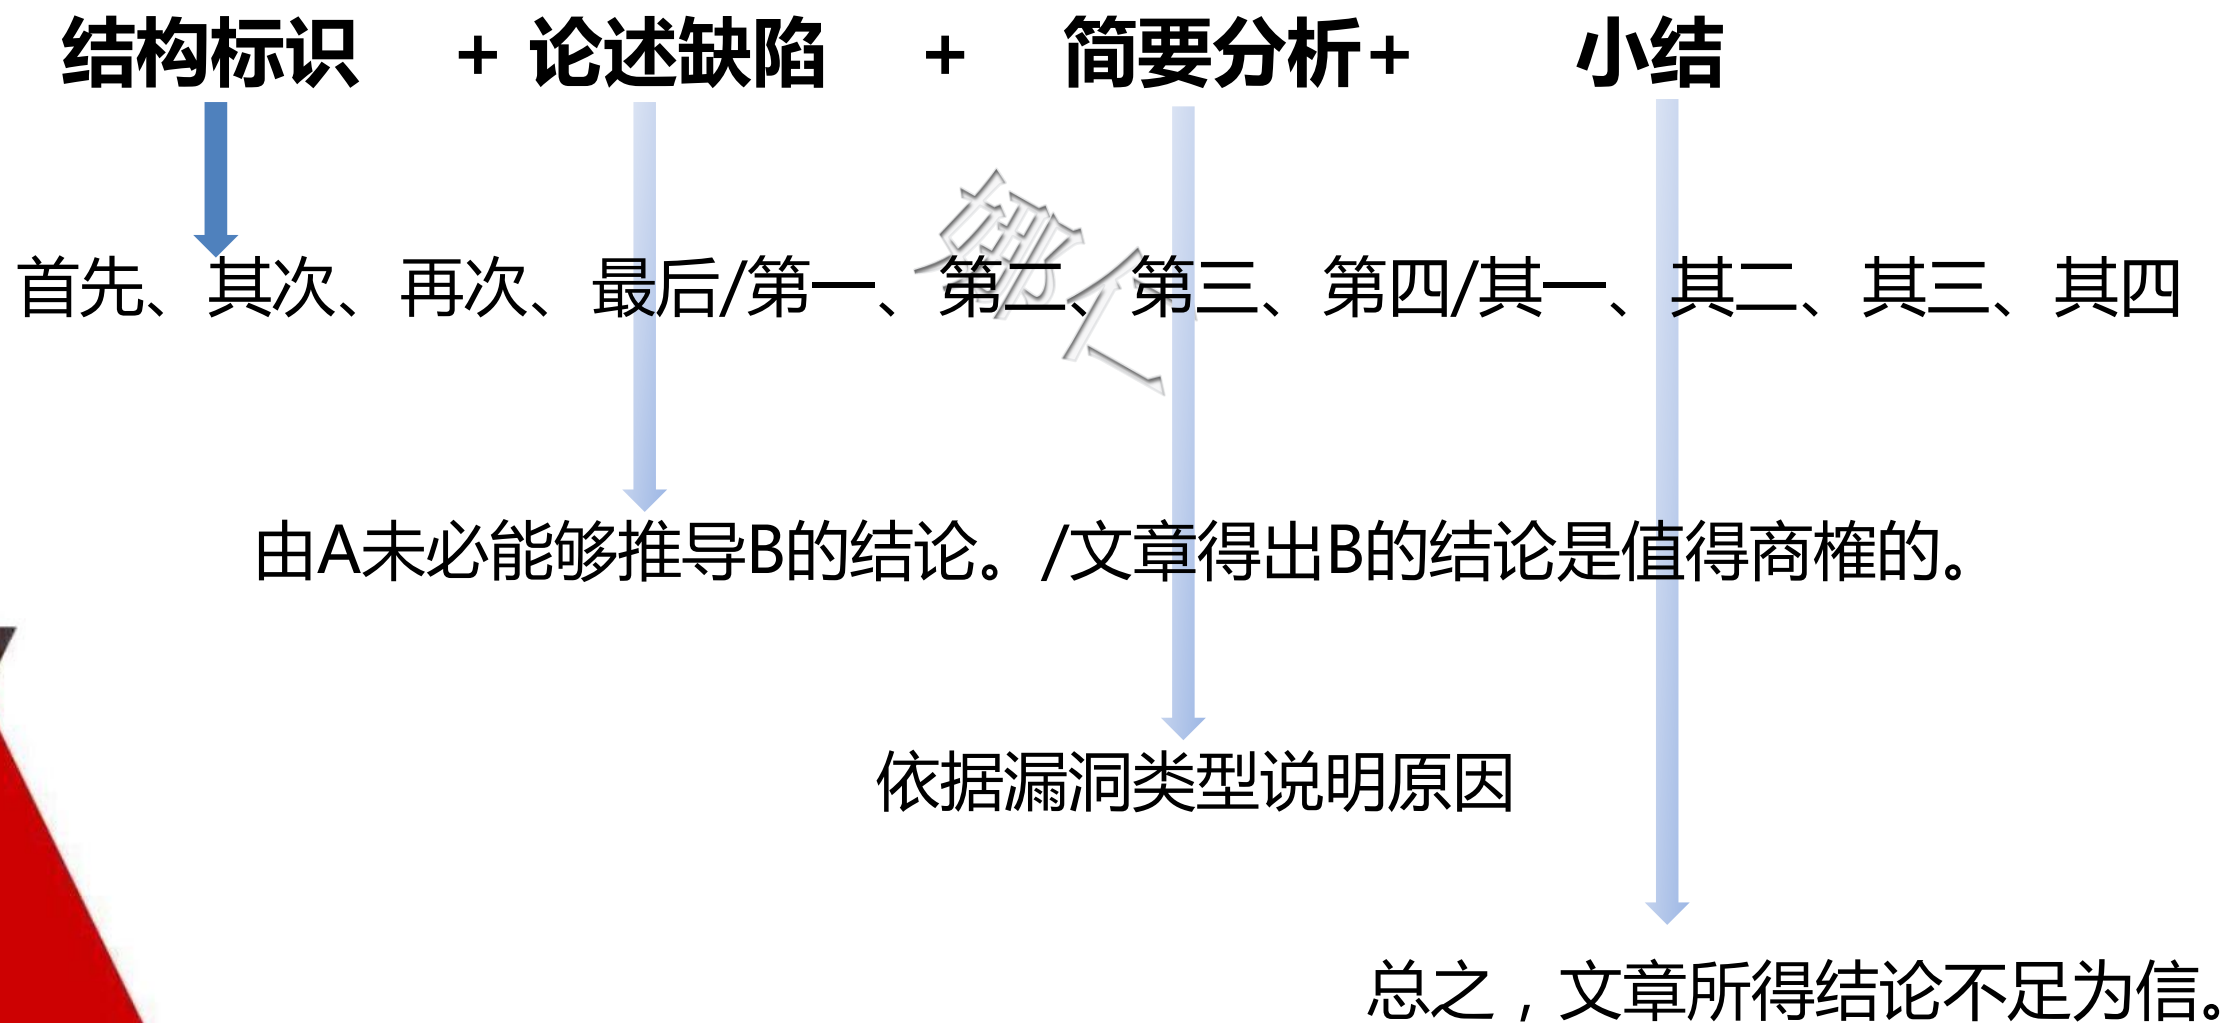 结构标识 + 论述缺陷 + 简要分析+ 小结
娜亿
首先、其次、再次、最后/第一、第二、第三、第四/其一、其二、其三、其四
由A未必能够推导B的结论。/文章得出B的结论是值得商榷的。
依据漏洞类型说明原因
总之，文章所得结论不足为信。